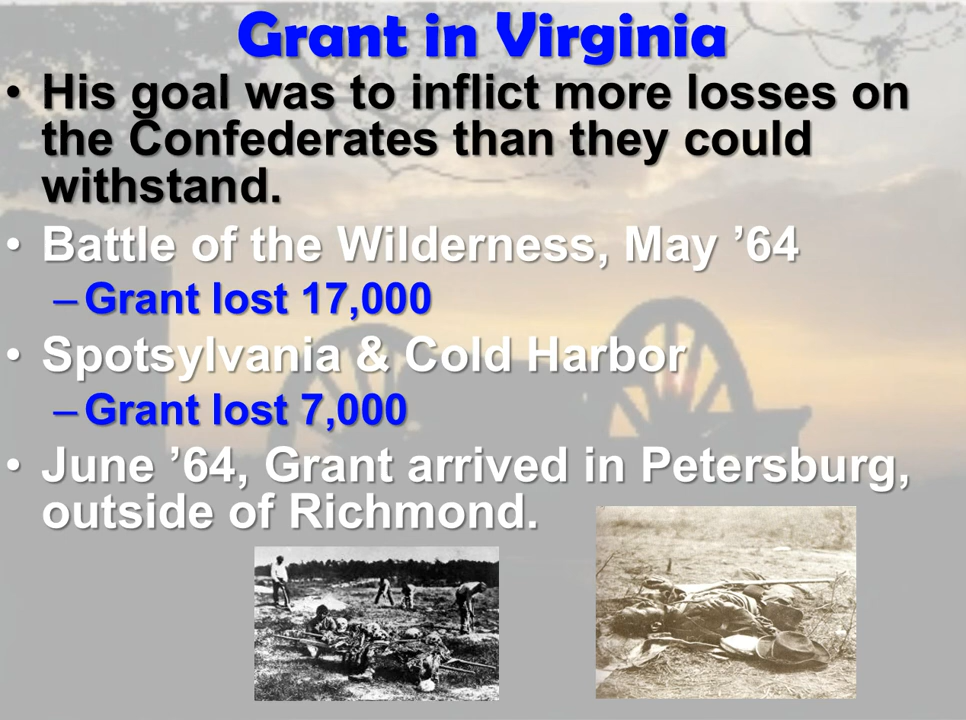 Grant in Virginia
• His goal was to inflict more losses on
the Confederates than they could
withstand.
• Battle of the Wilderness, May ’64
– Grant lost 17,000
• Spotsylvania & Cold Harbor
– Grant lost 7,000
• June ’64, Grant arrived in Petersburg,
outside of Richmond.